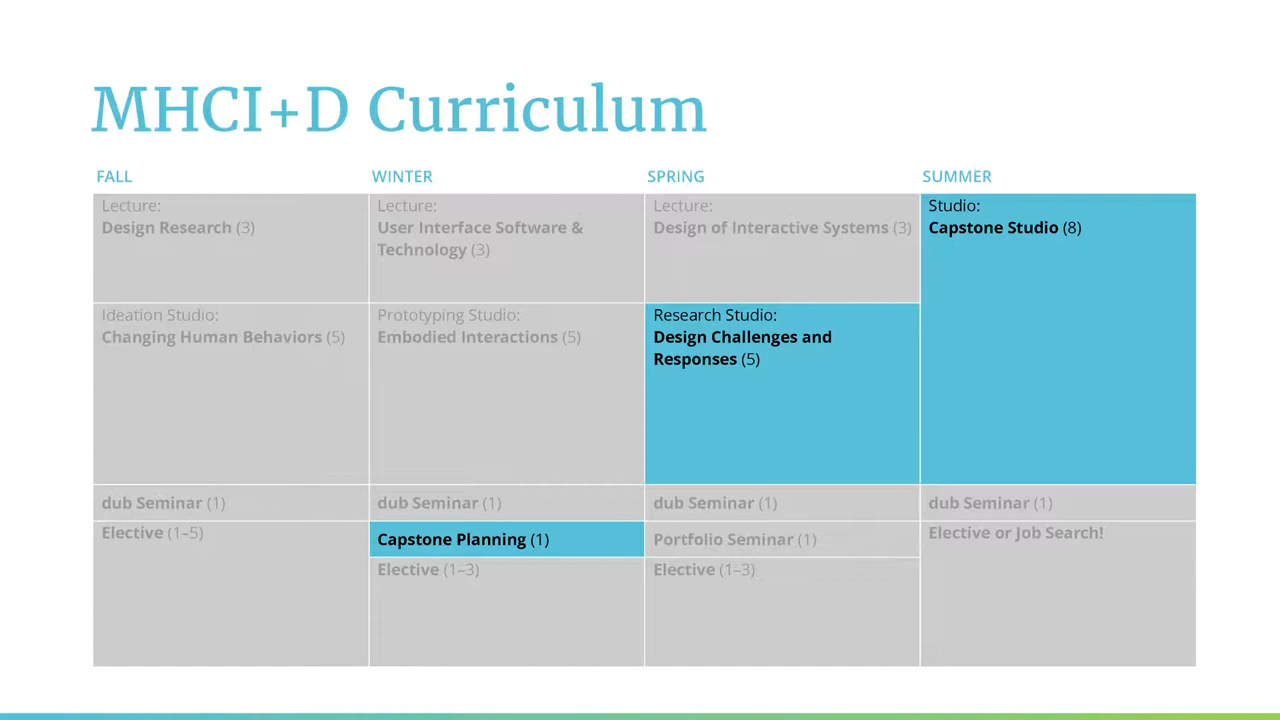 MHCI+D Curriculum
FALL
WINTER
SPRING
SUMMER
Lecture:
Design Research (3)
Lecture:
User Interface Software &
Technology (3)
Lecture:
Design of Interactive Systems (3)
Studio:
Capstone Studio (8)
Ideation Studio:
Changing Human Behaviors (5)
Prototyping Studio:
Embodied Interactions (5)
Research Studio:
Design Challenges and
Responses (5)
dub Seminar (1)
dub Seminar (1)
dub Seminar (1)
dub Seminar (1)
Elective (1–5)
Capstone Planning (1)
Portfolio Seminar (1)
Elective or Job Search!
Elective (1–3)
Elective (1–3)